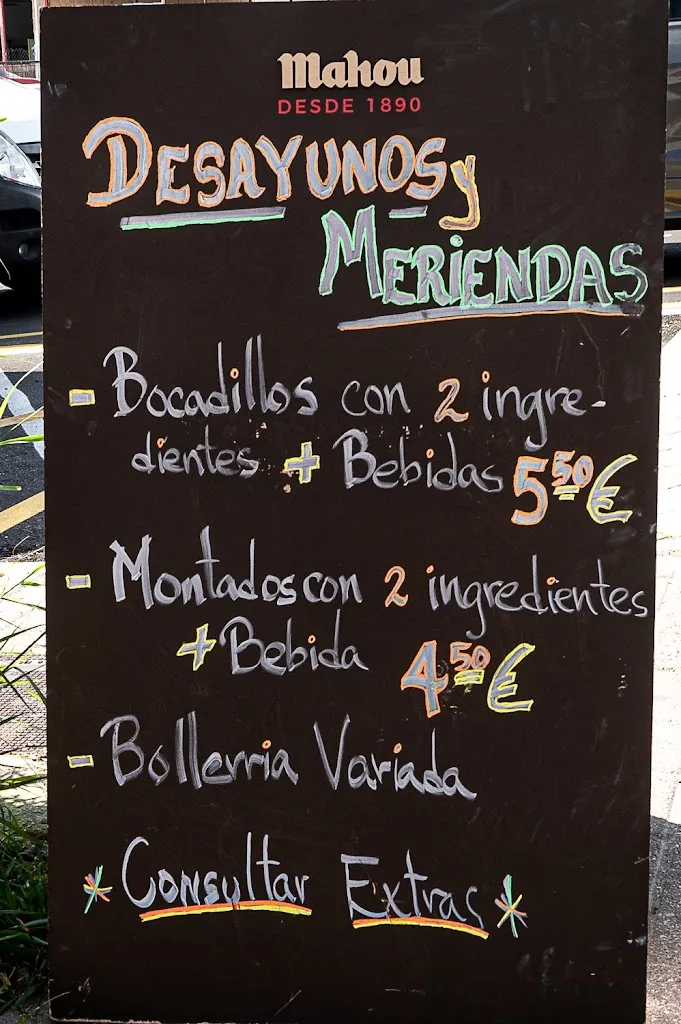 Mahou
DESDE 1890
DESAYUNOS y
MERIENDAS
- Bocadillos con 2 ingre-
dientes + Bebidas 5'50 €
- Montados con 2 ingredientes
+ Bebida 4'50 €
- Bollerria Variada
* Consultar Extras *